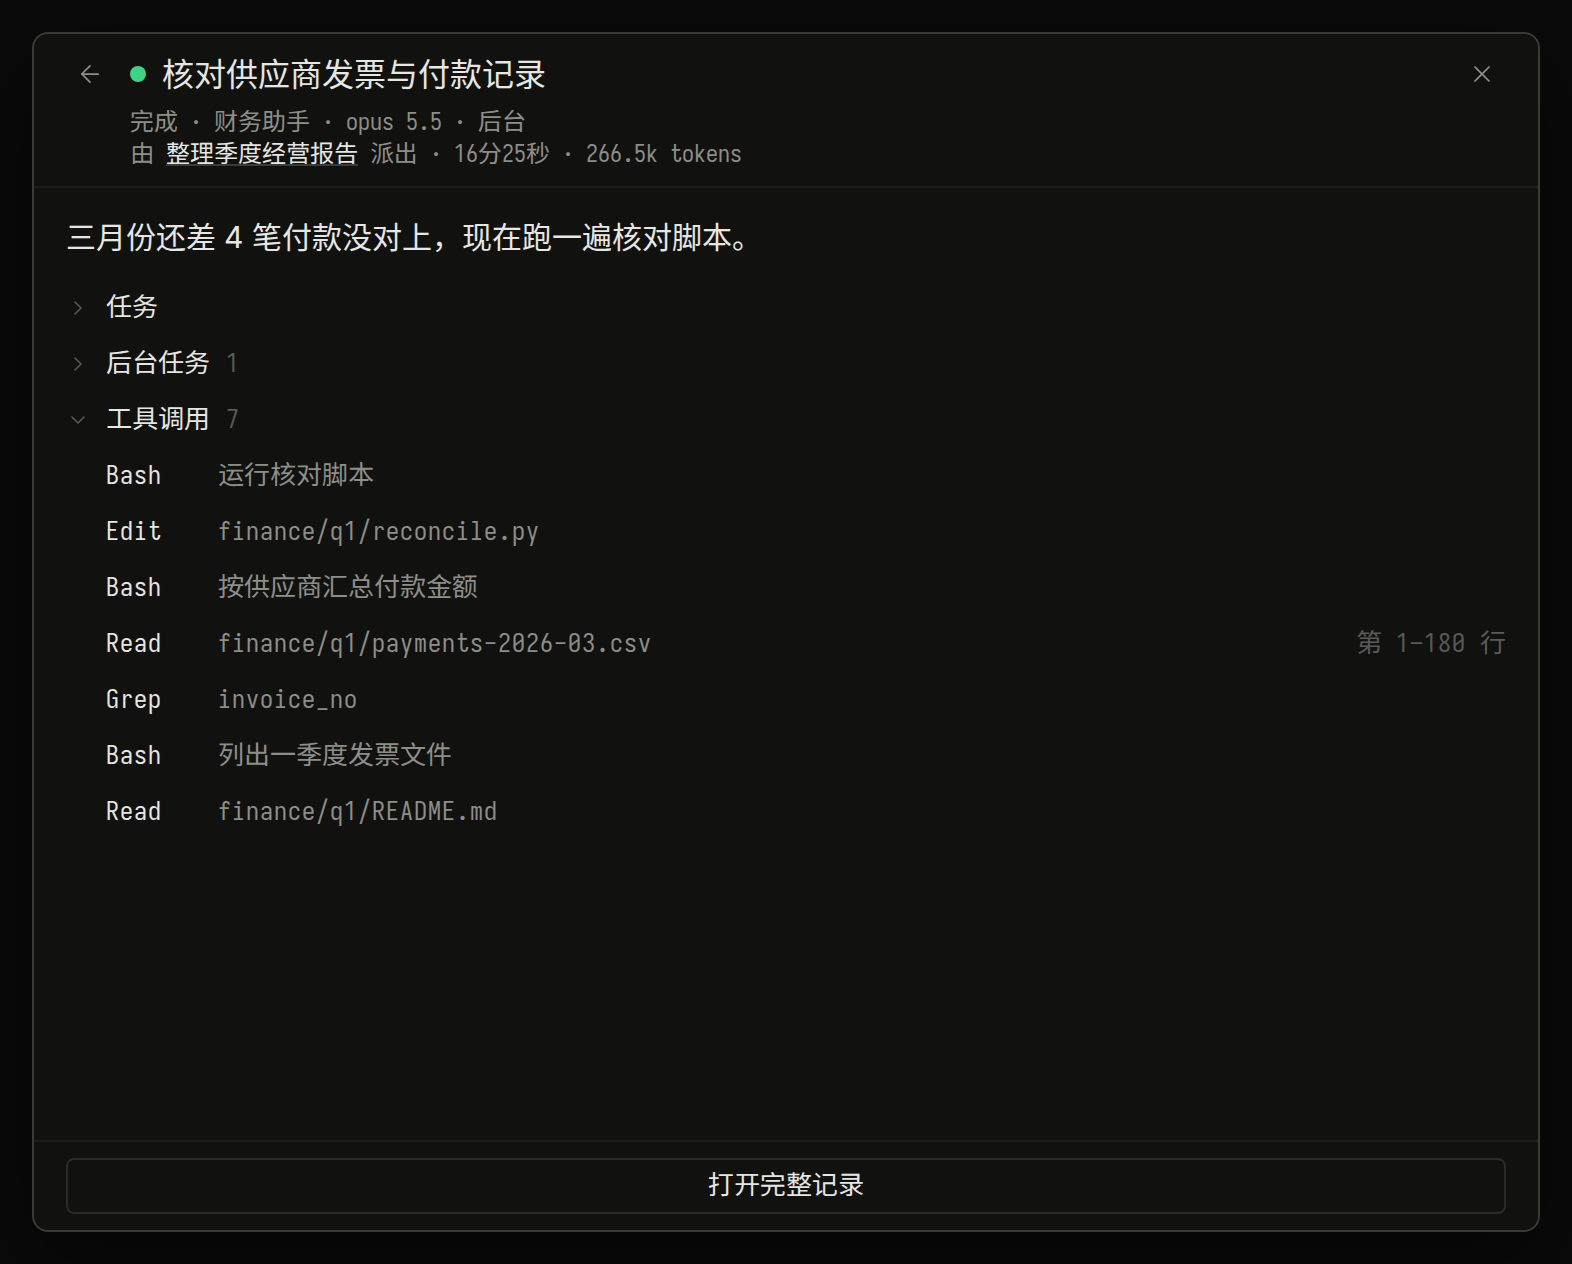 核对供应商发票与付款记录
完成 · 财务助手 · opus 5.5 · 后台
由 整理季度经营报告 派出 · 16分25秒 · 266.5k tokens
三月份还差 4 笔付款没对上，现在跑一遍核对脚本。
任务
后台任务 1
工具调用 7
Bash 运行核对脚本
Edit finance/q1/reconcile.py
Bash 按供应商汇总付款金额
Read finance/q1/payments-2026-03.csv 第 1-180 行
Grep invoice_no
Bash 列出一季度发票文件
Read finance/q1/README.md
打开完整记录